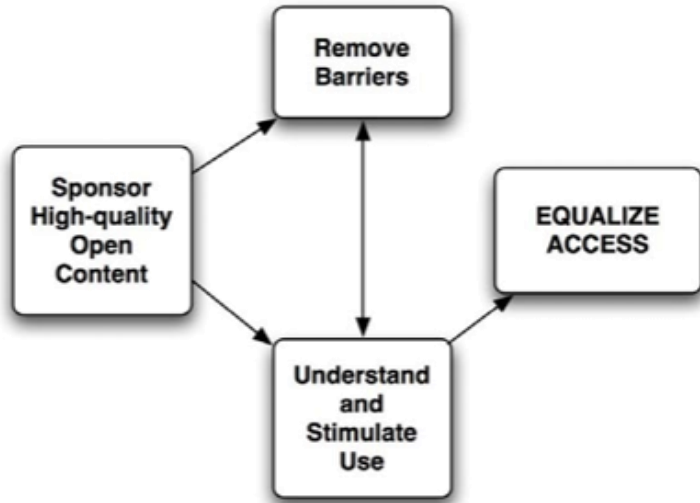 Remove
Barriers
Sponsor
High-quality
Open
Content
EQUALIZE
ACCESS
Understand
and
Stimulate
Use